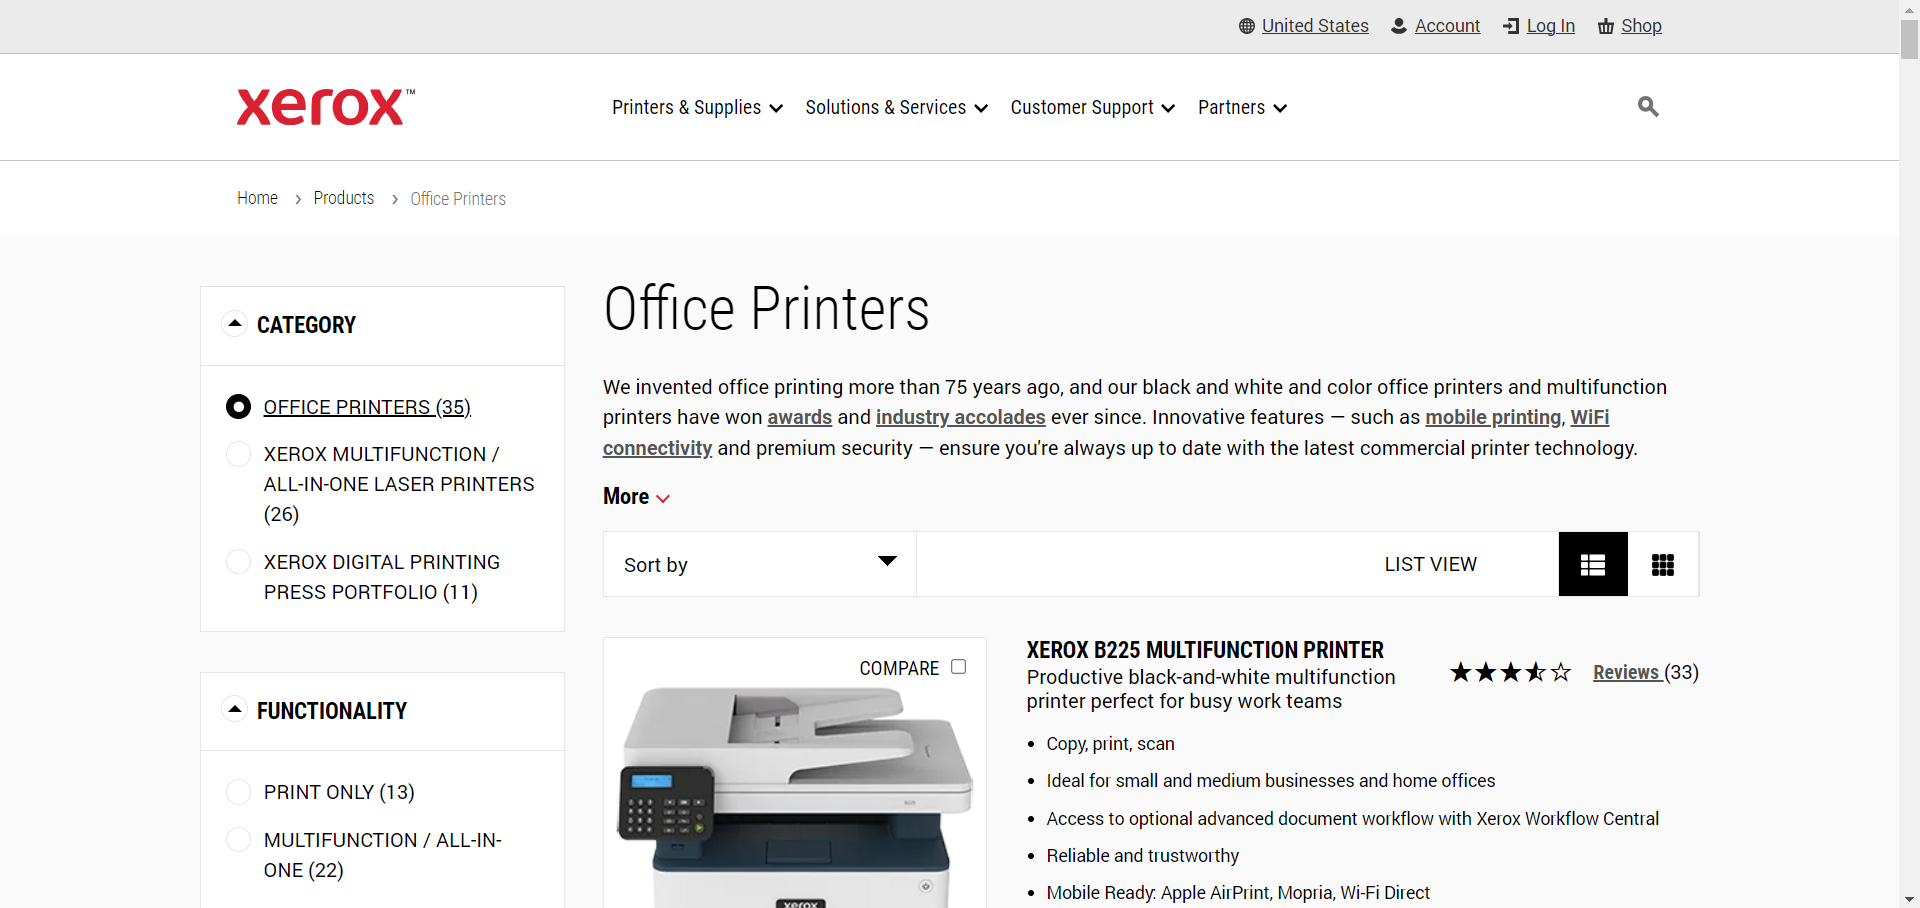 United States Account Log In Shop
xerox™
Printers & Supplies Solutions & Services Customer Support Partners
Home › Products › Office Printers
CATEGORY
OFFICE PRINTERS (35)
XEROX MULTIFUNCTION /
ALL-IN-ONE LASER PRINTERS
(26)
XEROX DIGITAL PRINTING
PRESS PORTFOLIO (11)
FUNCTIONALITY
PRINT ONLY (13)
MULTIFUNCTION / ALL-IN-
ONE (22)
Office Printers
We invented office printing more than 75 years ago, and our black and white and color office printers and multifunction
printers have won awards and industry accolades ever since. Innovative features — such as mobile printing, WiFi
connectivity and premium security — ensure you're always up to date with the latest commercial printer technology.
More
Sort by
LIST VIEW
COMPARE
xerox
XEROX B225 MULTIFUNCTION PRINTER
Productive black-and-white multifunction
printer perfect for busy work teams
Reviews (33)
• Copy, print, scan
• Ideal for small and medium businesses and home offices
• Access to optional advanced document workflow with Xerox Workflow Central
• Reliable and trustworthy
• Mobile Ready: Apple AirPrint, Mopria, Wi-Fi Direct